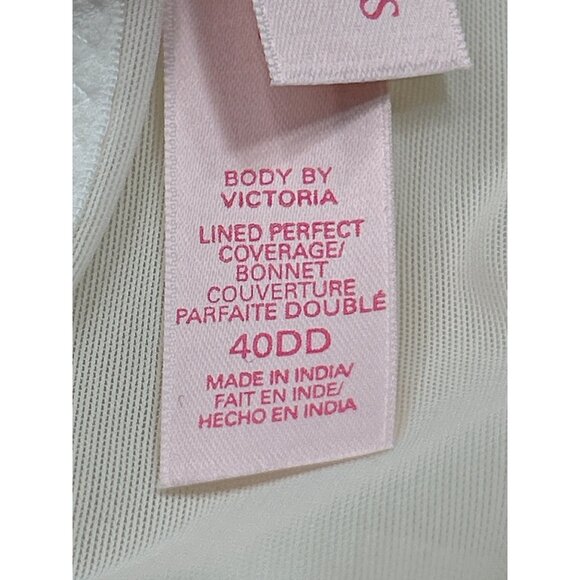 S
BODY BY
VICTORIA
LINED PERFECT
COVERAGE/
BONNET
COUVERTURE
PARFAITE DOUBLÉ
40DD
MADE IN INDIA/
FAIT EN INDE/
HECHO EN INDIA